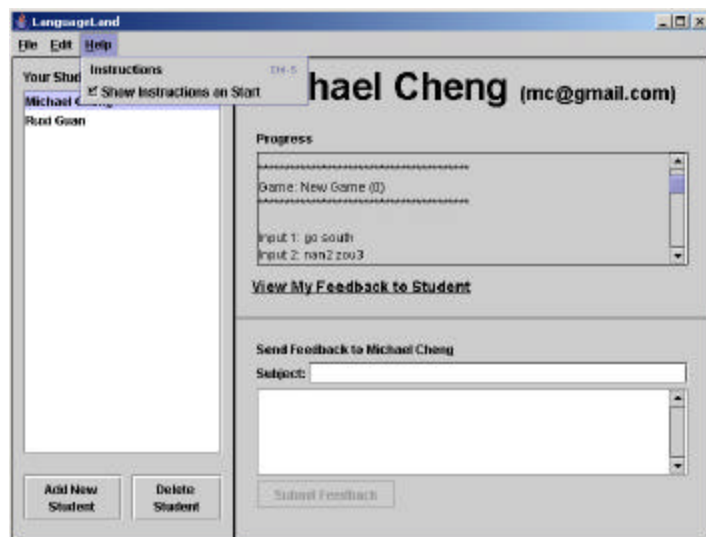 LanguageLand
File Edit Help
Instructions
Show Instructions on Start
Your Stud
hael Cheng (mc@gmail.com)
Michael C eng
Ruxi Guan
Progress
************************************
Game: New Game (0)
************************************
Input 1: go south
Input 2: nan2 zou3
View My Feedback to Student
Send Feedback to Michael Cheng
Subject:
Add New Student
Delete Student
Submit Feedback